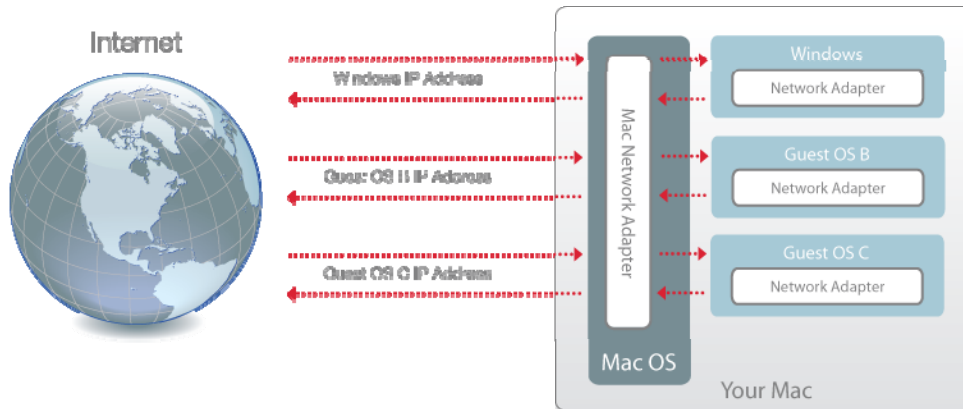 Internet
Windows IP Address
Guest OS B IP Address
Guest OS C IP Address
Mac Network Adapter
Mac OS
Windows
Network Adapter
Guest OS B
Network Adapter
Guest OS C
Network Adapter
Your Mac